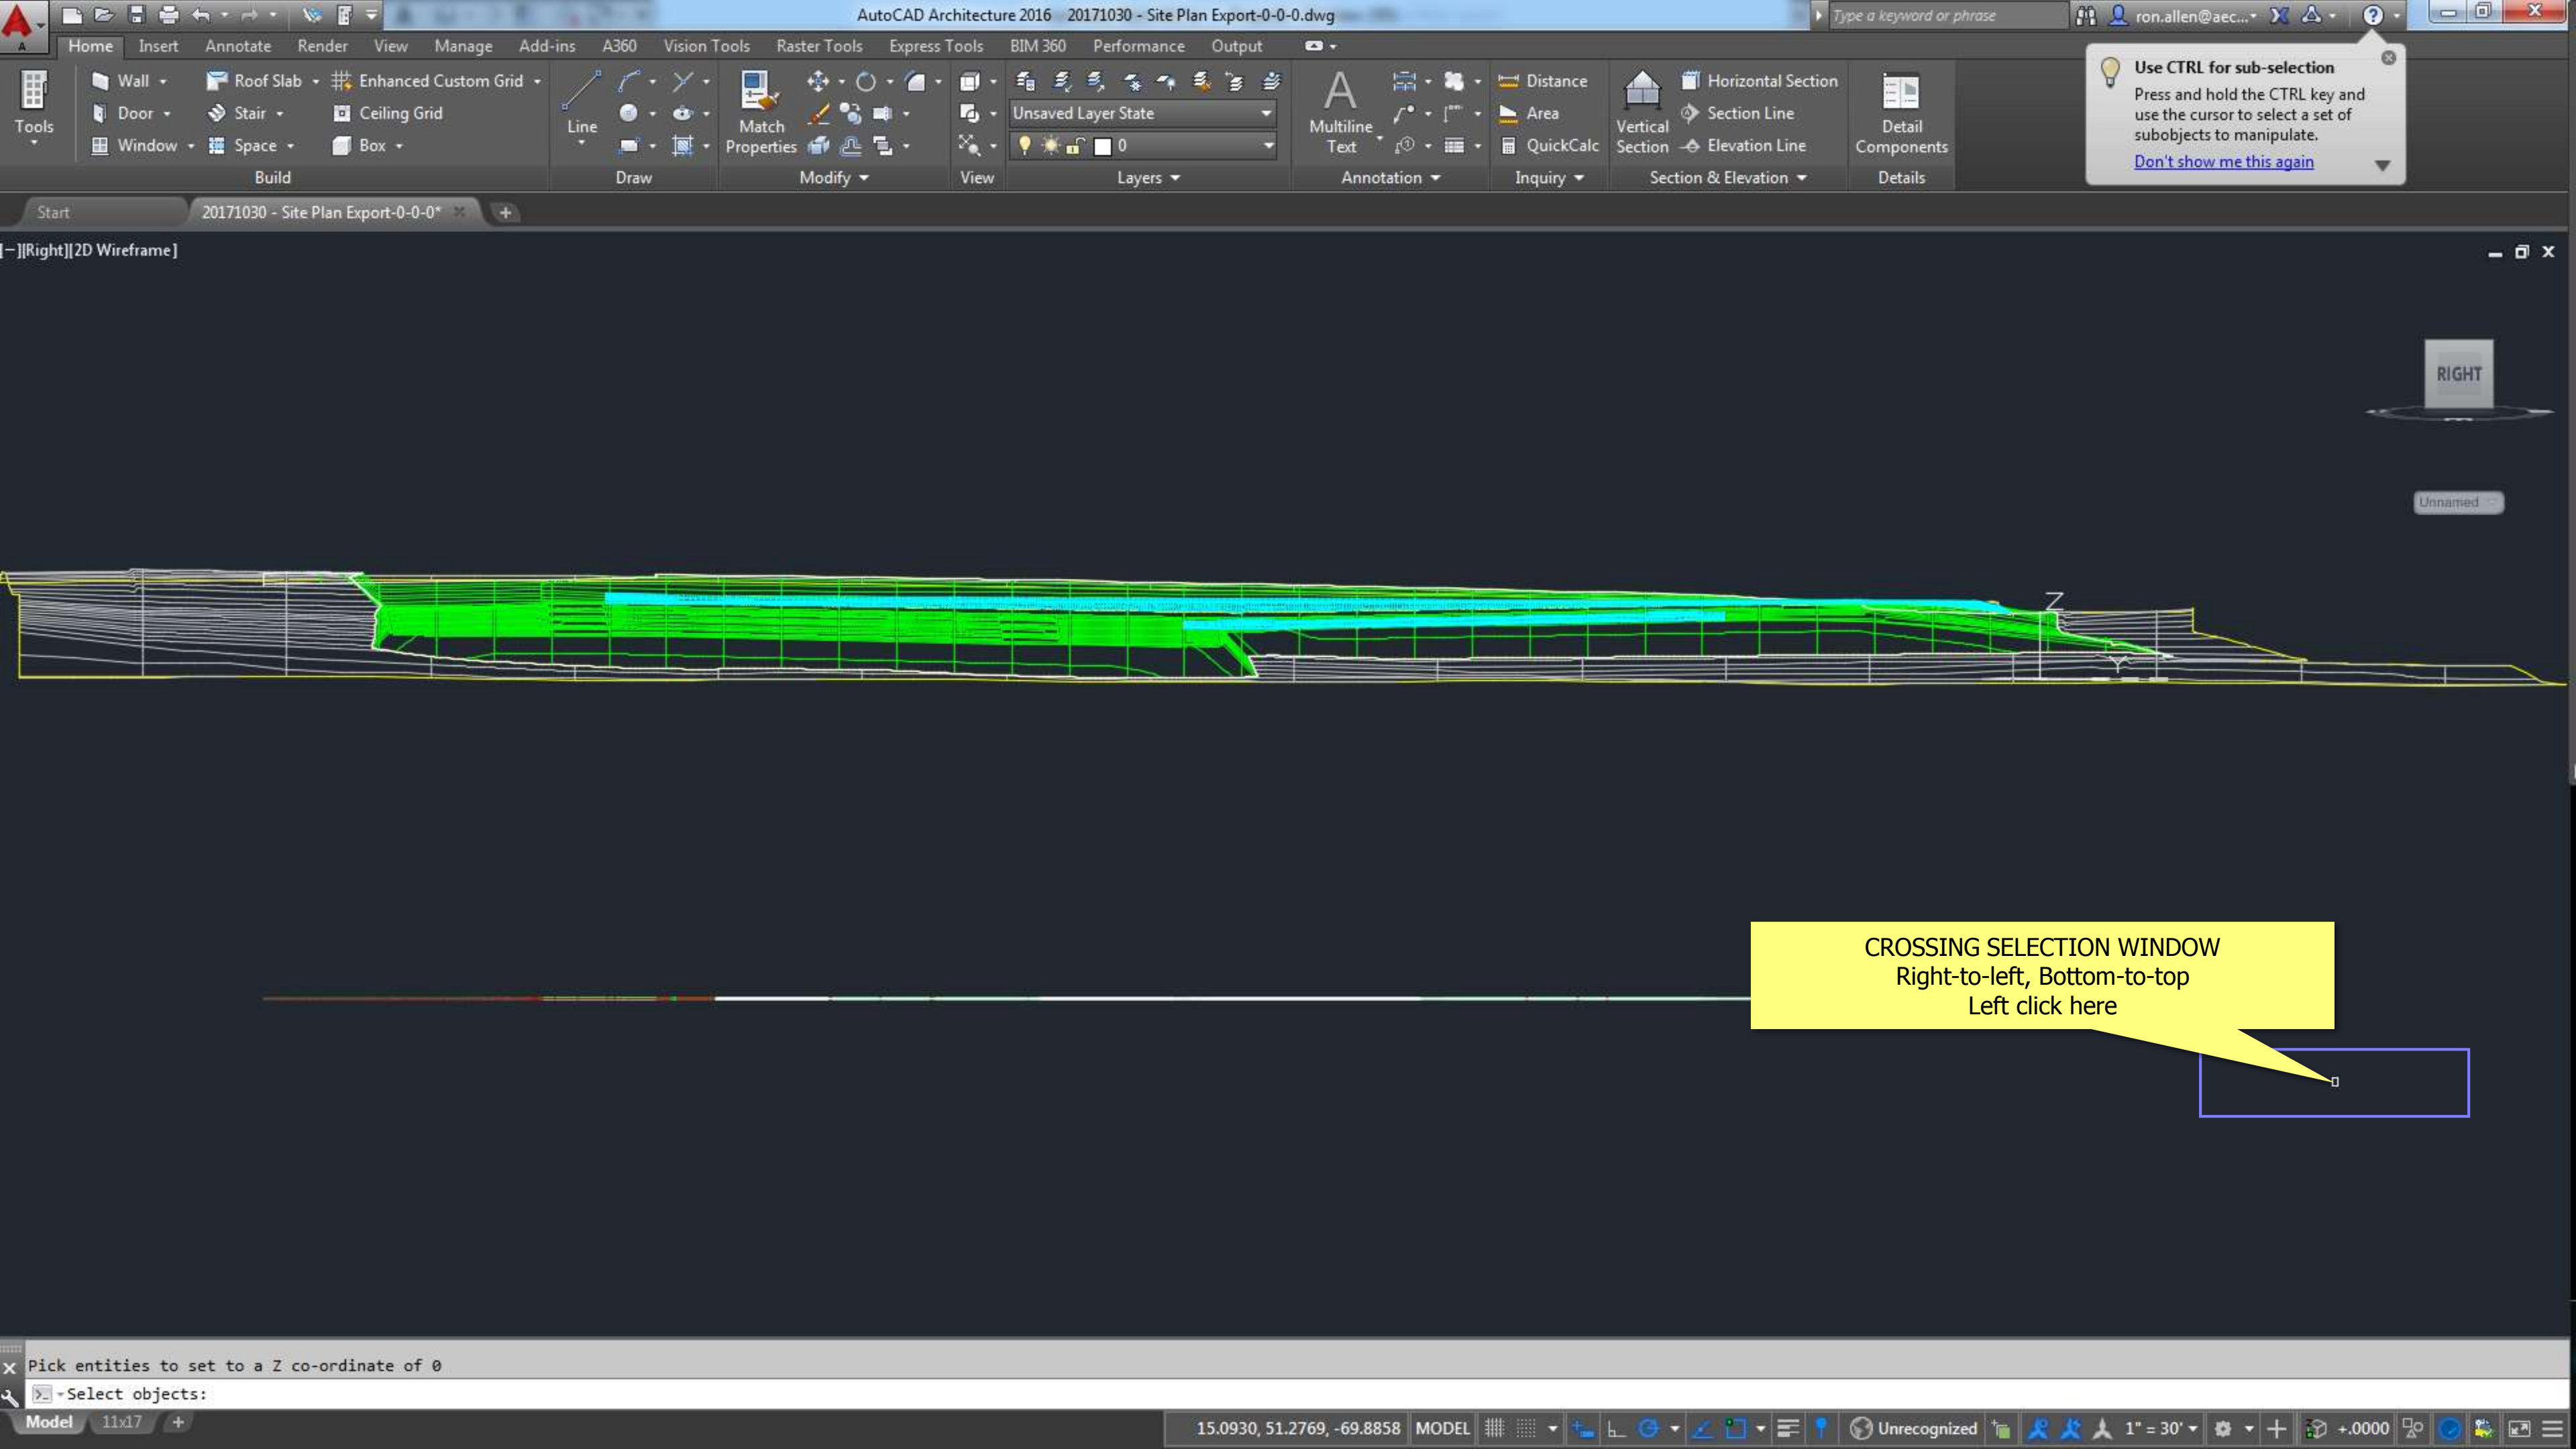 AutoCAD Architecture 2016 20171030 - Site Plan Export-0-0-0.dwg
Type a keyword or phrase
ron.allen@aec...
Home Insert Annotate Render View Manage Add-ins A360 Vision Tools Raster Tools Express Tools BIM 360 Performance Output
Tools
Wall
Door
Window
Roof Slab
Stair
Space
Enhanced Custom Grid
Ceiling Grid
Box
Build
Line
Draw
Match
Properties
Modify
View
Unsaved Layer State
0
Layers
A
Multiline
Text
Annotation
Distance
Area
QuickCalc
Inquiry
Vertical
Section
Horizontal Section
Section Line
Elevation Line
Section & Elevation
Detail
Components
Details
Use CTRL for sub-selection
Press and hold the CTRL key and
use the cursor to select a set of
subobjects to manipulate.
Don't show me this again
Start
20171030 - Site Plan Export-0-0-0*
[−][Right][2D Wireframe]
RIGHT
Unnamed
Z
Y
CROSSING SELECTION WINDOW
Right-to-left, Bottom-to-top
Left click here
Pick entities to set to a Z co-ordinate of 0
Select objects:
Model 11x17
15.0930, 51.2769, -69.8858 MODEL
Unrecognized
1" = 30'
+.0000